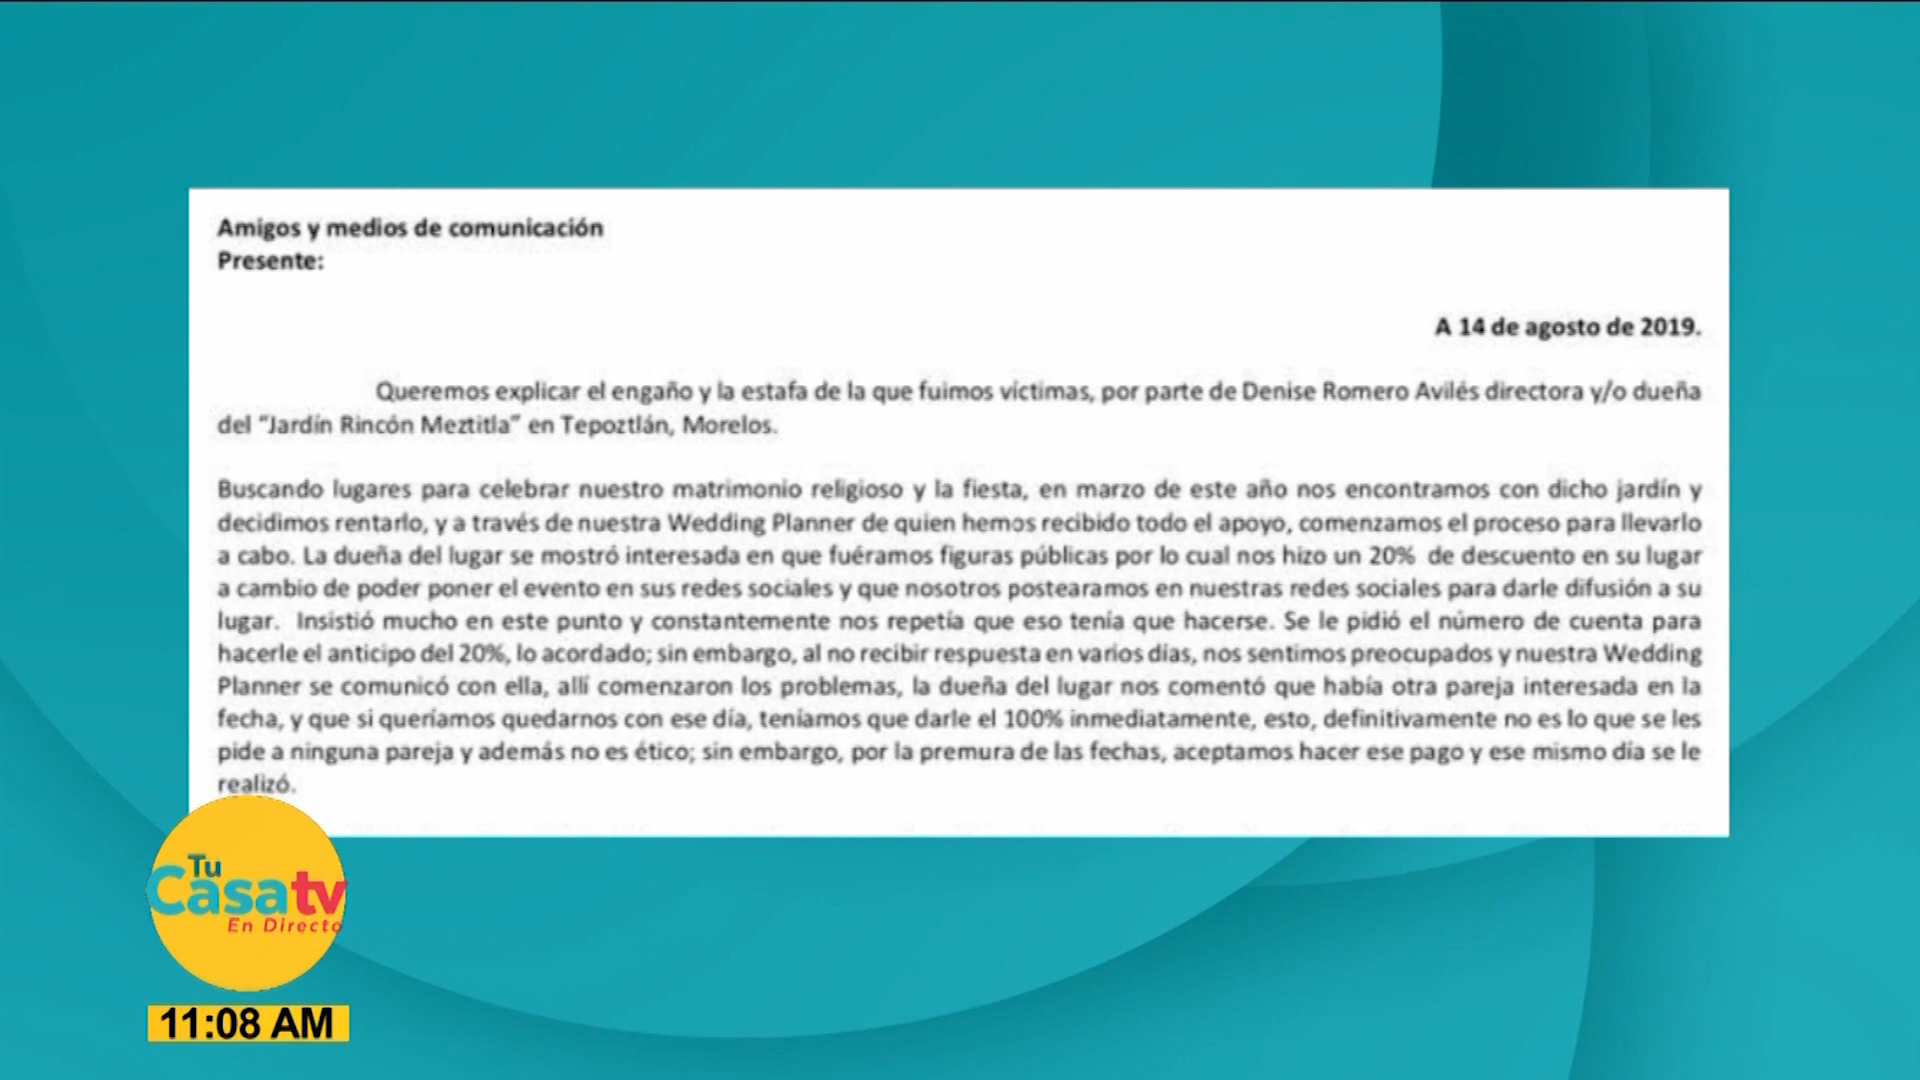 Amigos y medios de comunicación
Presente:
A 14 de agosto de 2019.
Queremos explicar el engaño y la estafa de la que fuimos víctimas, por parte de Denise Romero Avilés directora y/o dueña
del “Jardín Rincón Meztitla” en Tepoztlán, Morelos.
Buscando lugares para celebrar nuestro matrimonio religioso y la fiesta, en marzo de este año nos encontramos con dicho jardín y
decidimos rentarlo, y a través de nuestra Wedding Planner de quien hemos recibido todo el apoyo, comenzamos el proceso para llevarlo
a cabo. La dueña del lugar se mostró interesada en que fuéramos figuras públicas por lo cual nos hizo un 20% de descuento en su lugar
a cambio de poder poner el evento en sus redes sociales y que nosotros posteáramos en nuestras redes sociales para darle difusión a su
lugar. Insistió mucho en este punto y constantemente nos repetía que eso tenía que hacerse. Se le pidió el número de cuenta para
hacerle el anticipo del 20%, lo acordado; sin embargo, al no recibir respuesta en varios días, nos sentimos preocupados y nuestra Wedding
Planner se comunicó con ella, allí comenzaron los problemas, la dueña del lugar nos comentó que había otra pareja interesada en la
fecha, y que si queríamos quedarnos con ese día, teníamos que darle el 100% inmediatamente, esto, definitivamente no es lo que se les
pide a ninguna pareja y además no es ético; sin embargo, por la premura de las fechas, aceptamos hacer ese pago y ese mismo día se le
realizó.
Tu
Casatv
En Directo
11:08 AM